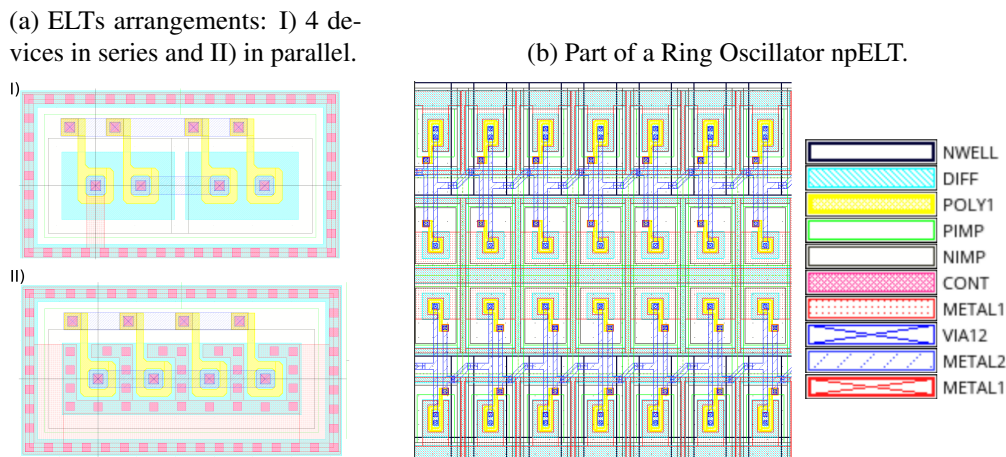 (a) ELTs arrangements: I) 4 de-
vices in series and II) in parallel.
(b) Part of a Ring Oscillator npELT.
I)
II)
NWELL
DIFF
POLY1
PIMP
NIMP
CONT
METAL1
VIA12
METAL2
METAL1